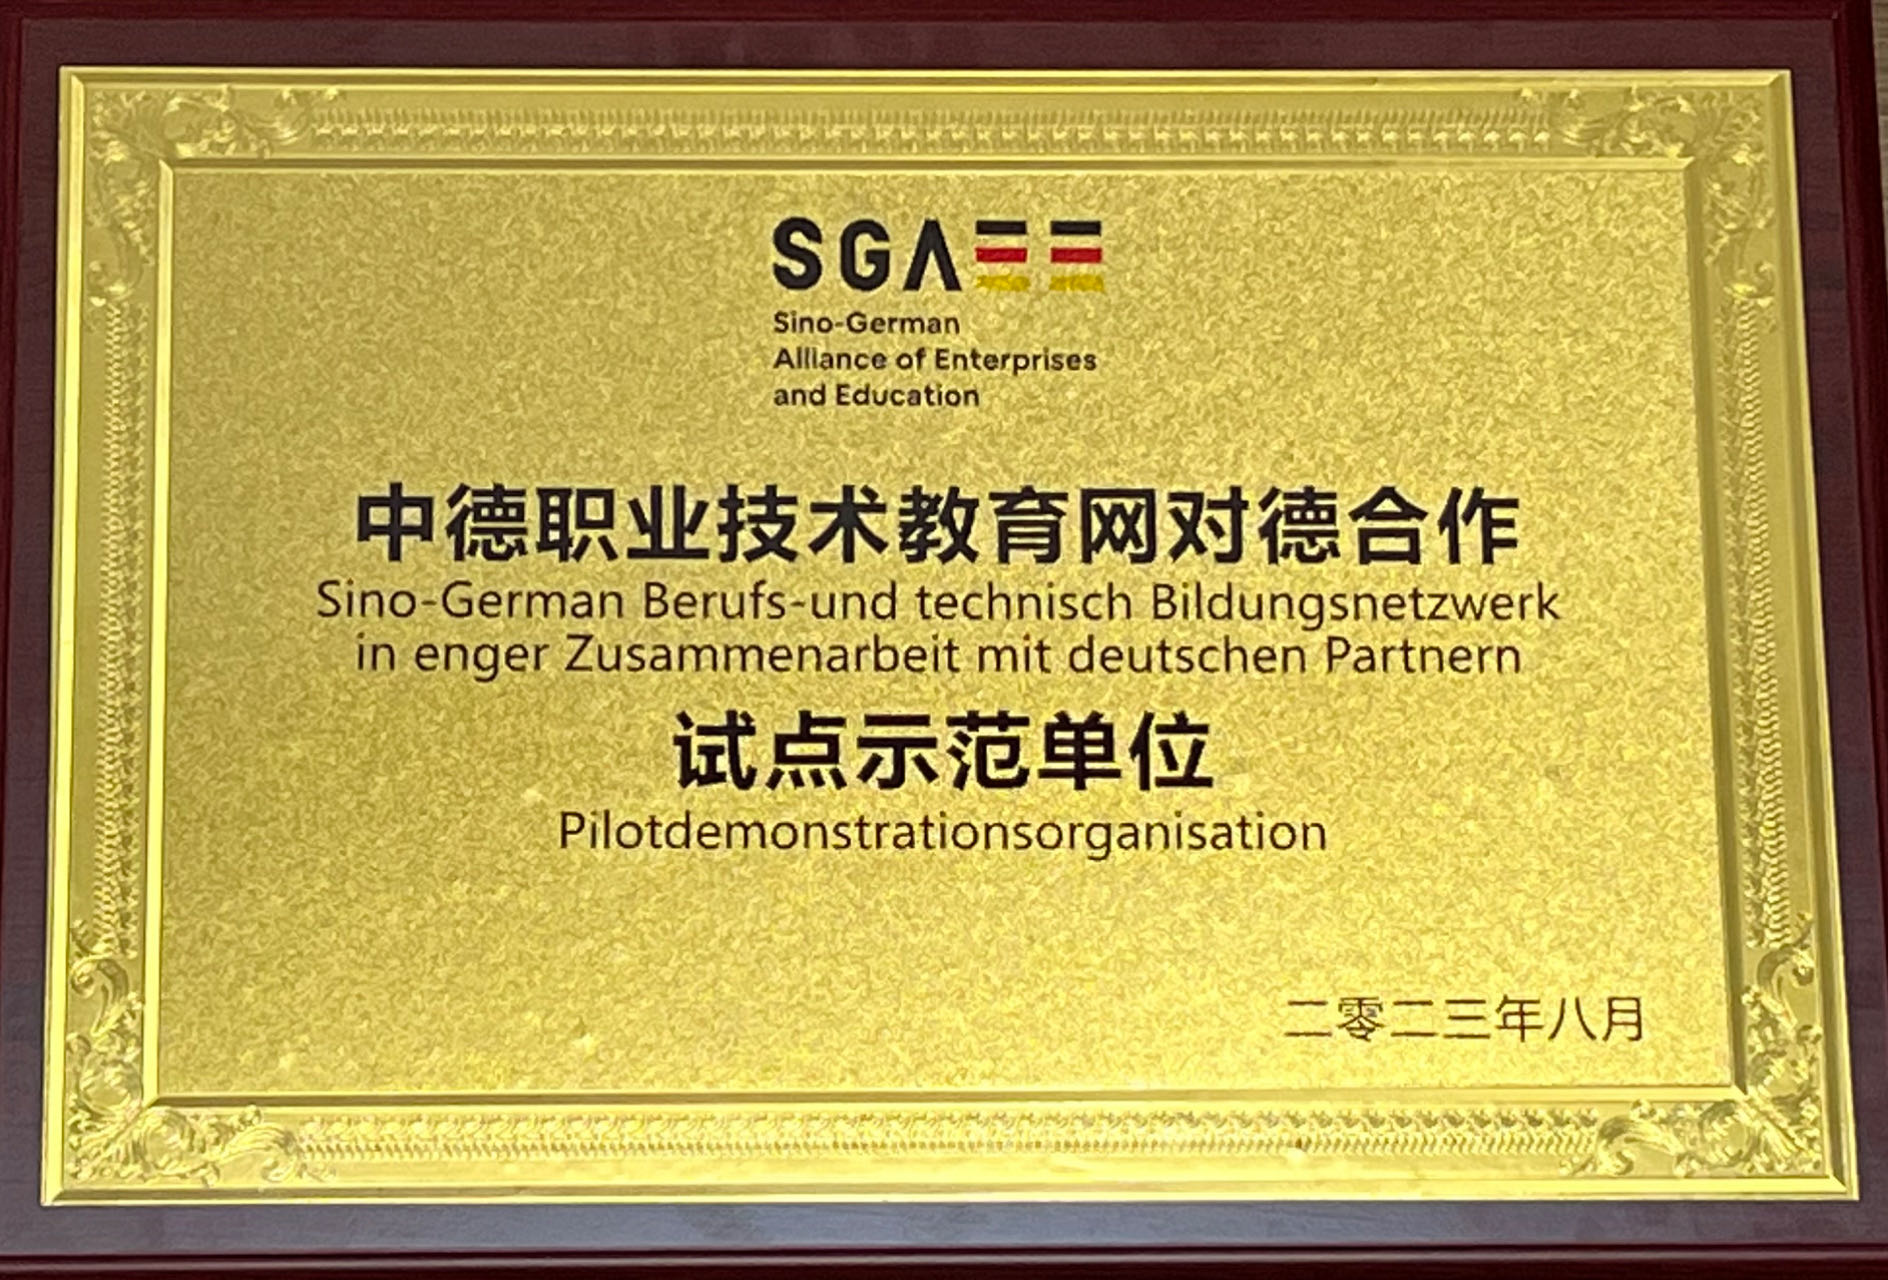 SGAEE
Sino-German
Alliance of Enterprises
and Education
中德职业技术教育网对德合作
Sino-German Berufs-und technisch Bildungsnetzwerk
in enger Zusammenarbeit mit deutschen Partnern
试点示范单位
Pilotdemonstrationsorganisation
二零二三年八月